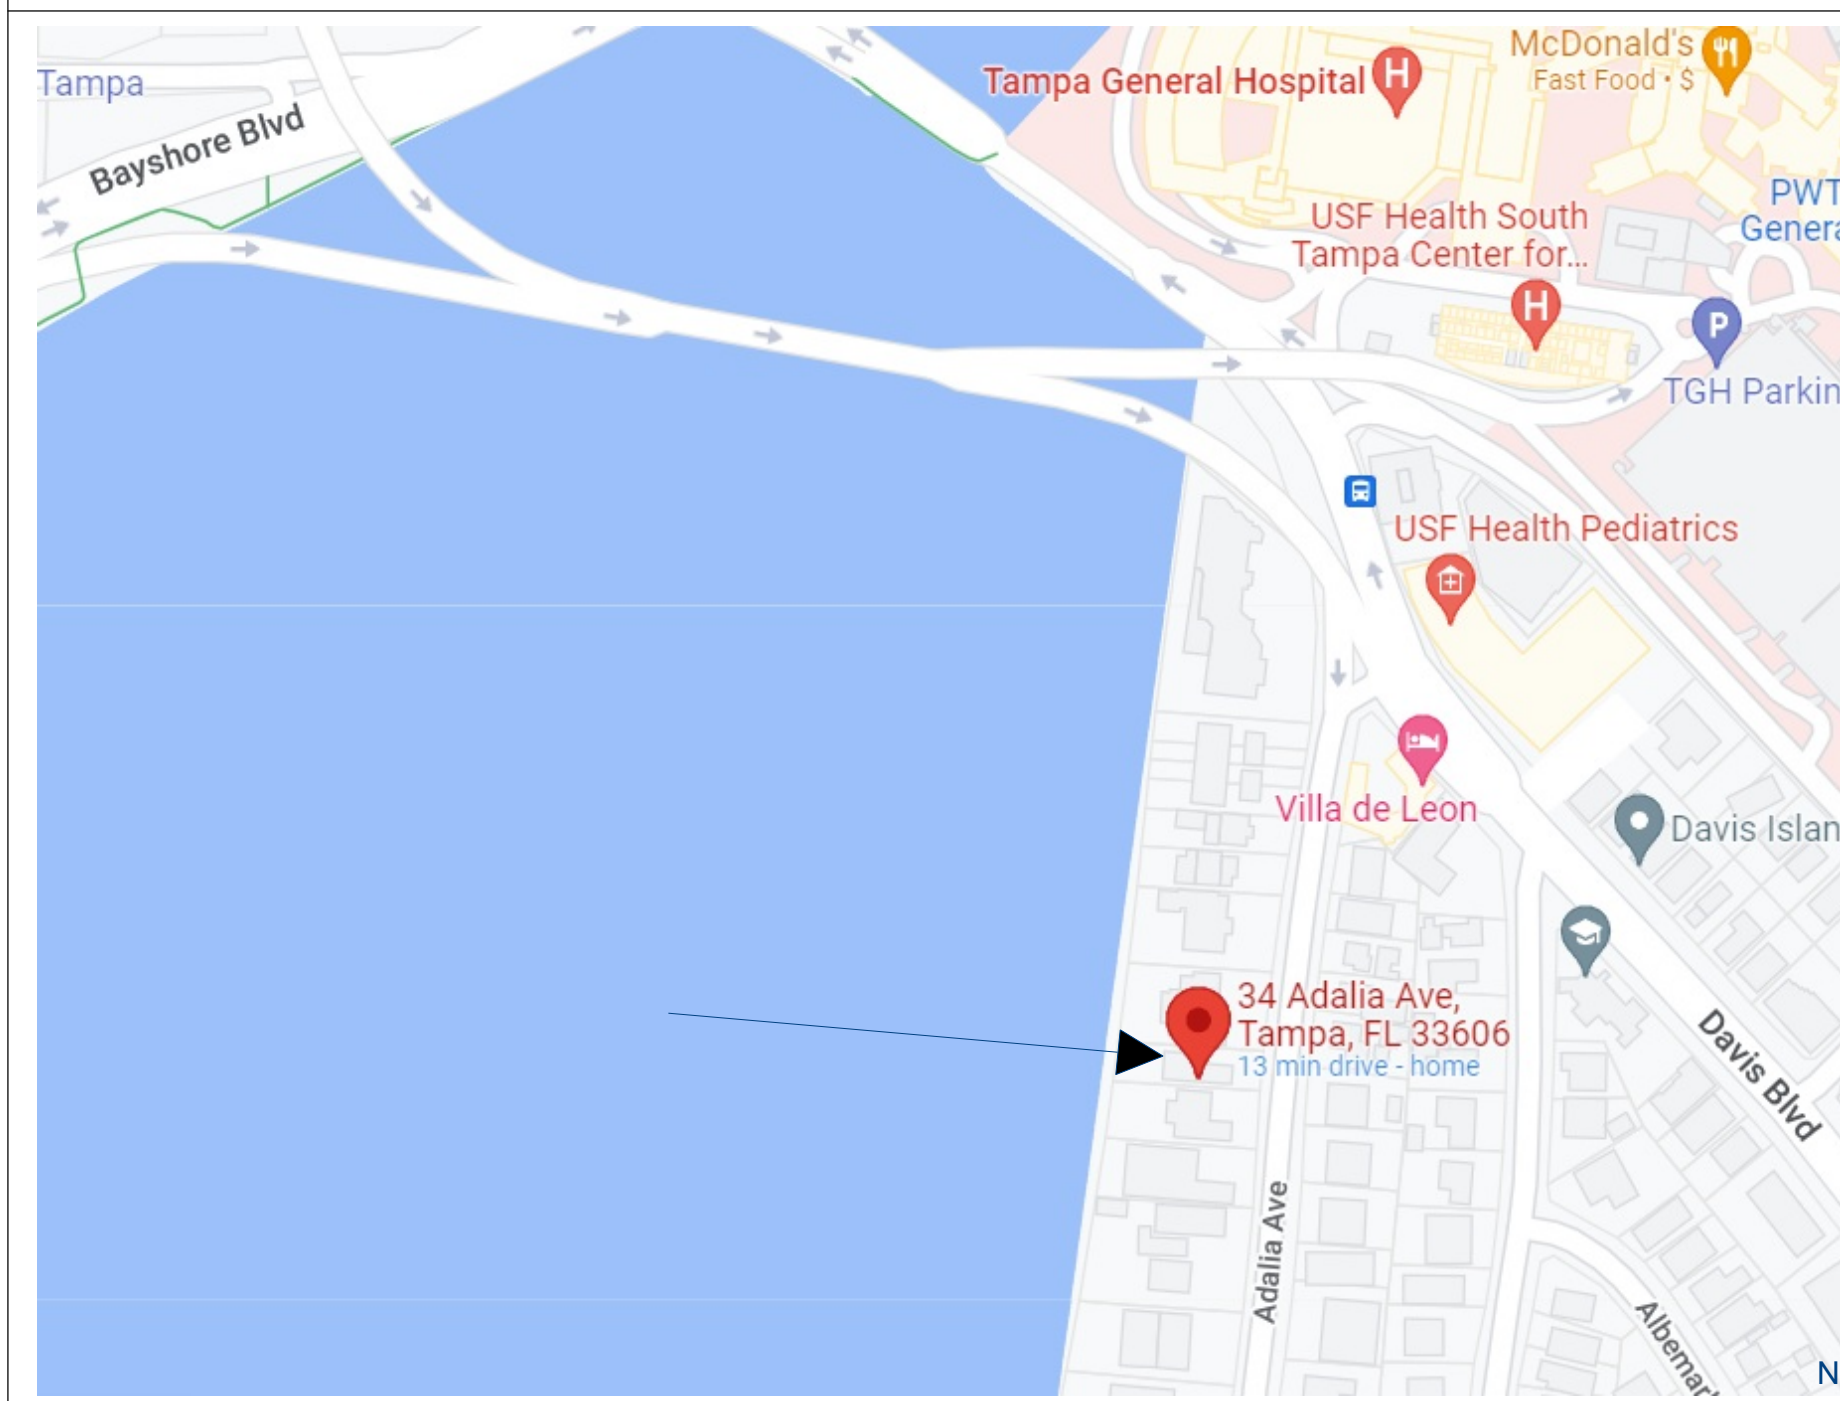 Tampa
Bayshore Blvd
Tampa General Hospital
H
McDonald's
Fast Food • $
USF Health South
Tampa Center for...
H
PWT
Genera
P
TGH Parkin
USF Health Pediatrics
Villa de Leon
Davis Islan
34 Adalia Ave,
Tampa, FL 33606
13 min drive - home
Davis Blvd
Adalia Ave
Albemarl
N